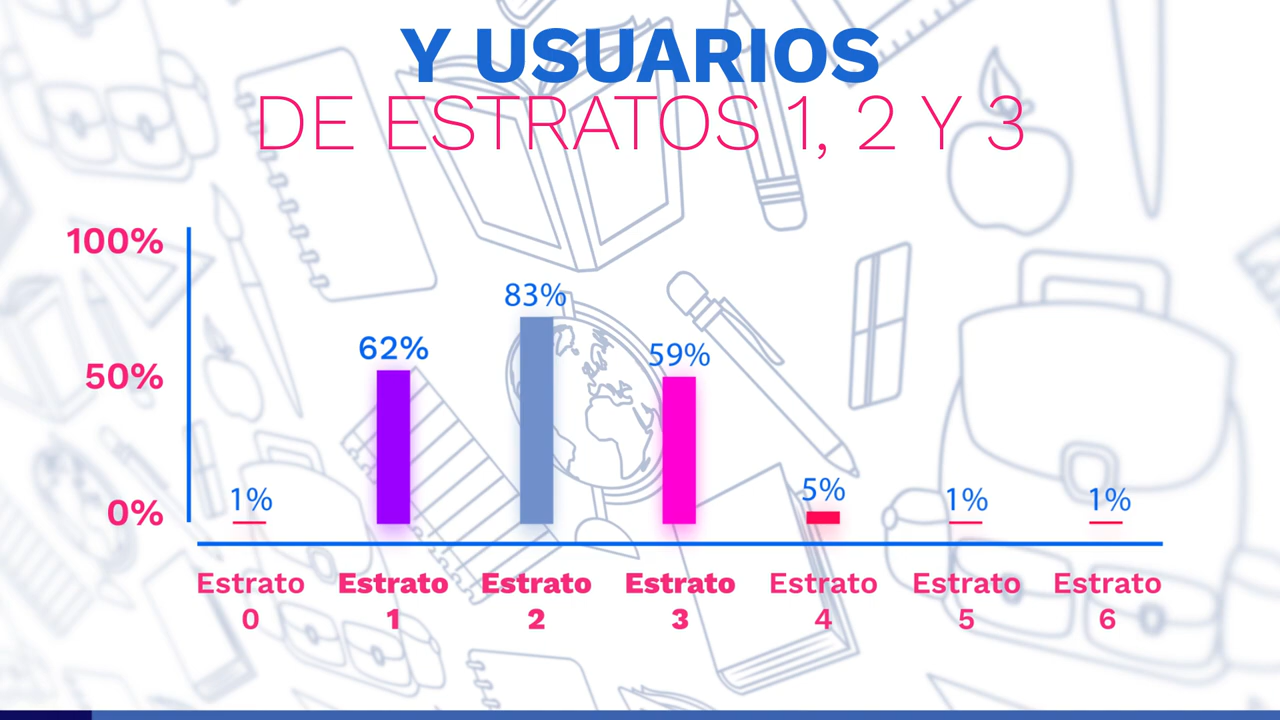 Y USUARIOS
DE ESTRATOS 1, 2 Y 3
100%
50%
0%
1%
62%
83%
59%
5%
1%
1%
Estrato
0
Estrato
1
Estrato
2
Estrato
3
Estrato
4
Estrato
5
Estrato
6